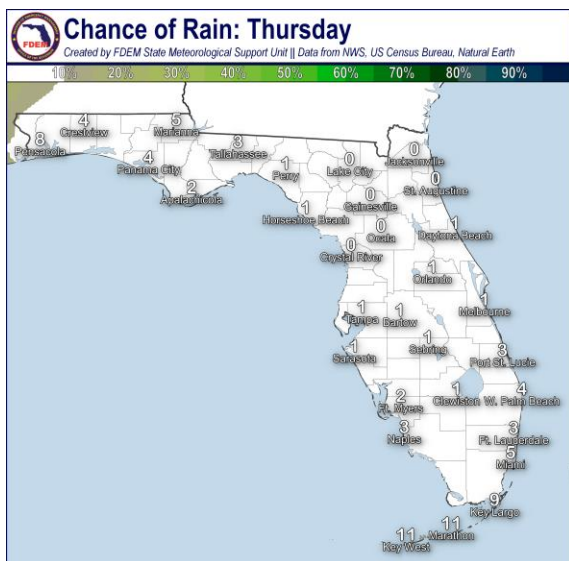 FDEM
Chance of Rain: Thursday
Created by FDEM State Meteorological Support Unit || Data from NWS, US Census Bureau, Natural Earth
10% 20% 30% 40% 50% 60% 70% 80% 90%
8
Pensacola
4
Crestview
5
Marianna
4
Panama City
2
Apalachicola
3
Tallahassee
1
Perry
0
Lake City
0
Jacksonville
0
St. Augustine
0
Gainesville
1
Horseshoe Beach
0
Ocala
1
Daytona Beach
0
Crystal River
1
Orlando
1
Melbourne
1
Tampa
1
Bartow
1
Sebring
1
Sarasota
3
Port St. Lucie
2
Ft. Myers
1
Clewiston
4
W. Palm Beach
3
Naples
3
Ft. Lauderdale
5
Miami
9
Key Largo
11
Marathon
11
Key West